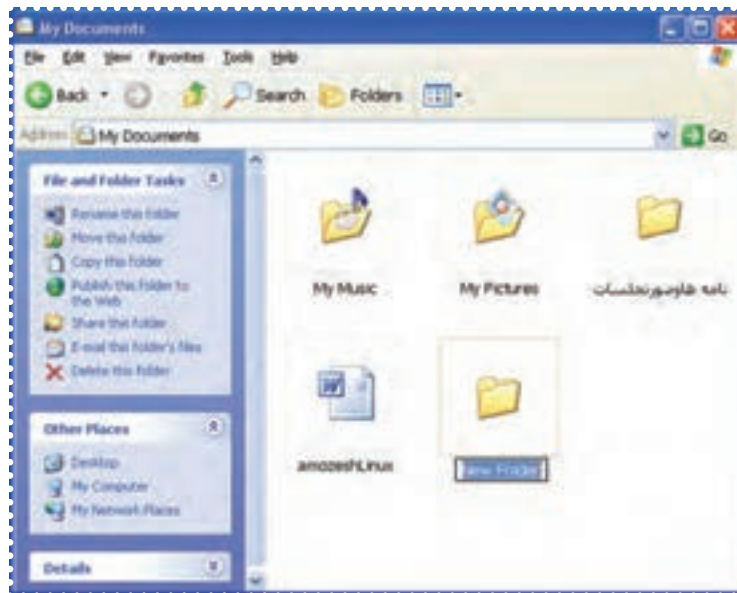 My Documents
File Edit View Favorites Tools Help
Back Search Folders
Address My Documents Go
File and Folder Tasks
Rename this folder
Move this folder
Copy this folder
Publish this folder to
the Web
Share this folder
E-mail this folder's files
Delete this folder
Other Places
Desktop
My Computer
My Network Places
Details
My Music My Pictures نامه هاوصورتجلسات
amozeshLinux New Folder